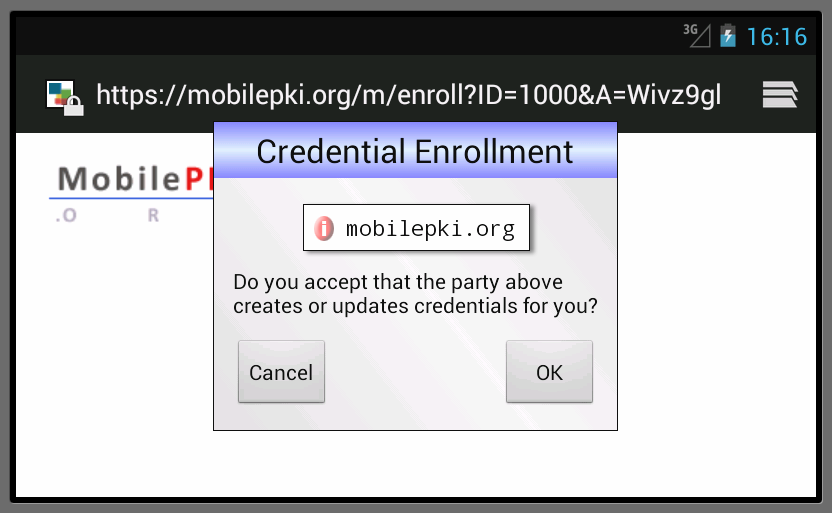 3G 16:16
https://mobilepki.org/m/enroll?ID=1000&A=Wivz9gl
Credential Enrollment
MobileP
.O R
mobilepki.org
Do you accept that the party above
creates or updates credentials for you?
Cancel OK